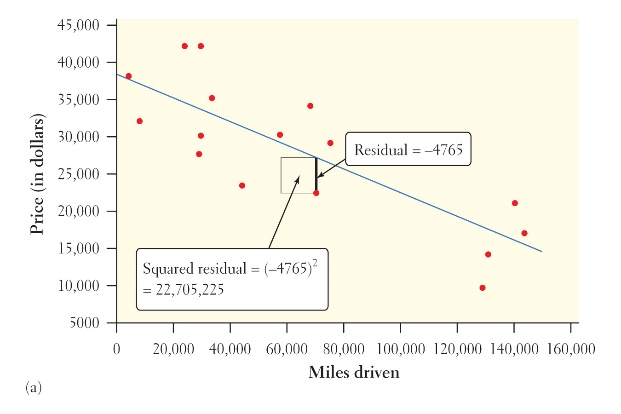 45,000
40,000
35,000
30,000
25,000
20,000
15,000
10,000
5000
Price (in dollars)
Residual = –4765
Squared residual = (–4765)²
= 22,705,225
0 20,000 40,000 60,000 80,000 100,000 120,000 140,000 160,000
Miles driven
(a)